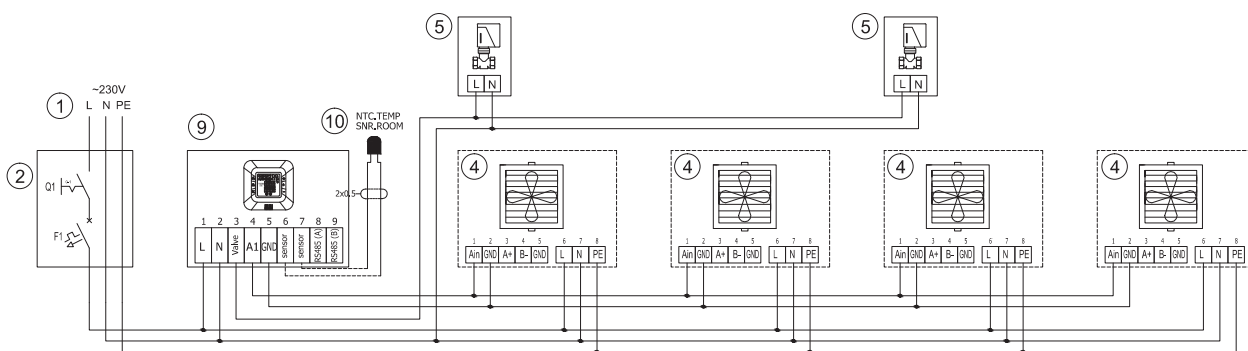 ~230V
L N PE
1
2
Q1
F1
9
1 2 3 4 5 6 7 8 9
L N Valve A1 GND sensor sensor RS485 (A) RS485 (B)
10
NTC.TEMP
SNR.ROOM
2x0,5
5
L N
5
L N
4
1 2 3 4 5 6 7 8
Ain GND A+ B- GND L N PE
4
1 2 3 4 5 6 7 8
Ain GND A+ B- GND L N PE
4
1 2 3 4 5 6 7 8
Ain GND A+ B- GND L N PE
4
1 2 3 4 5 6 7 8
Ain GND A+ B- GND L N PE